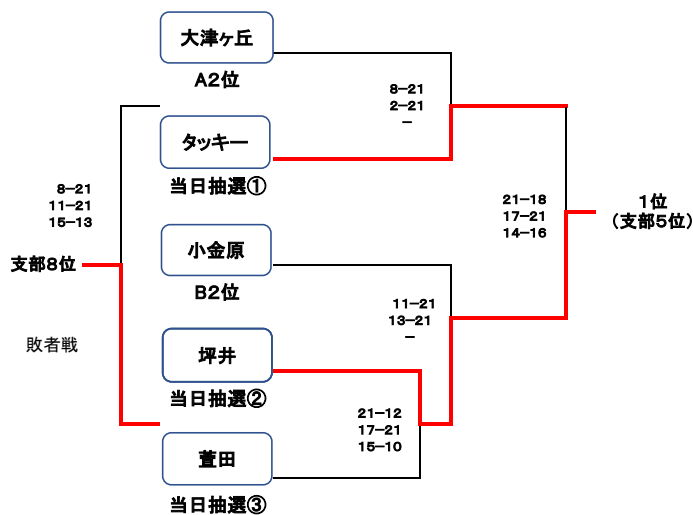 大津ヶ丘
A2位
8−21
2−21
−
タッキー
当日抽選①
8−21
11−21
15−13
21−18
17−21
14−16
1位
（支部5位）
小金原
支部8位
B2位
11−21
13−21
−
敗者戦
坪井
当日抽選②
21−12
17−21
15−10
萱田
当日抽選③